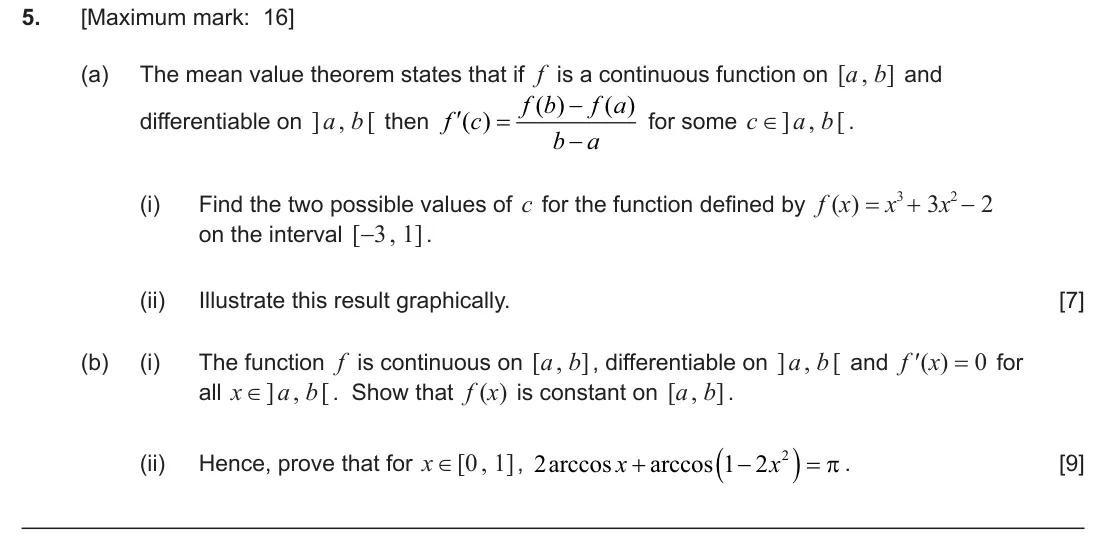 5. [Maximum mark: 16]
(a) The mean value theorem states that if f is a continuous function on [a, b] and
differentiable on ]a, b[ then f′(c) = (f(b) − f(a))/(b − a) for some c ∈ ]a, b[.
(i) Find the two possible values of c for the function defined by f(x) = x³ + 3x² − 2
on the interval [−3, 1].
(ii) Illustrate this result graphically. [7]
(b) (i) The function f is continuous on [a, b], differentiable on ]a, b[ and f′(x) = 0 for
all x ∈ ]a, b[. Show that f(x) is constant on [a, b].
(ii) Hence, prove that for x ∈ [0, 1], 2arccos x + arccos(1 − 2x²) = π. [9]